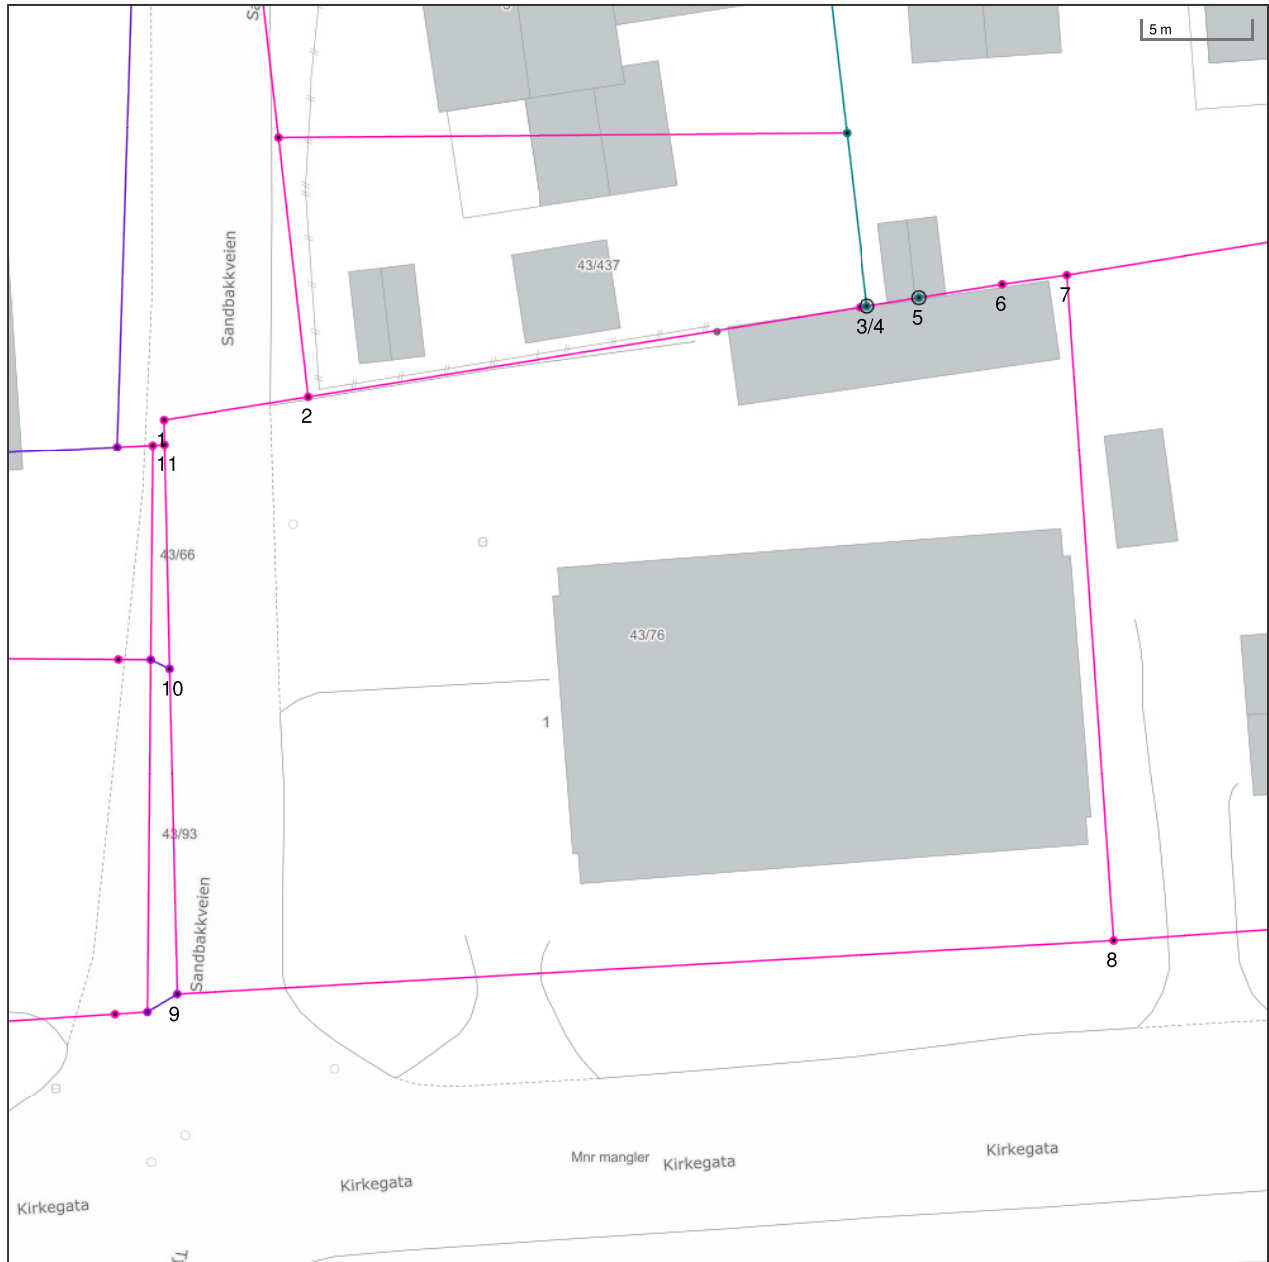 5 m
Sandbakkveien
43/437
7
6
5
3/4
2
1
11
43/66
43/76
10
1
43/93
Sandbakkveien
8
9
Kirkegata
Mnr mangler
Kirkegata
Kirkegata
Kirkegata